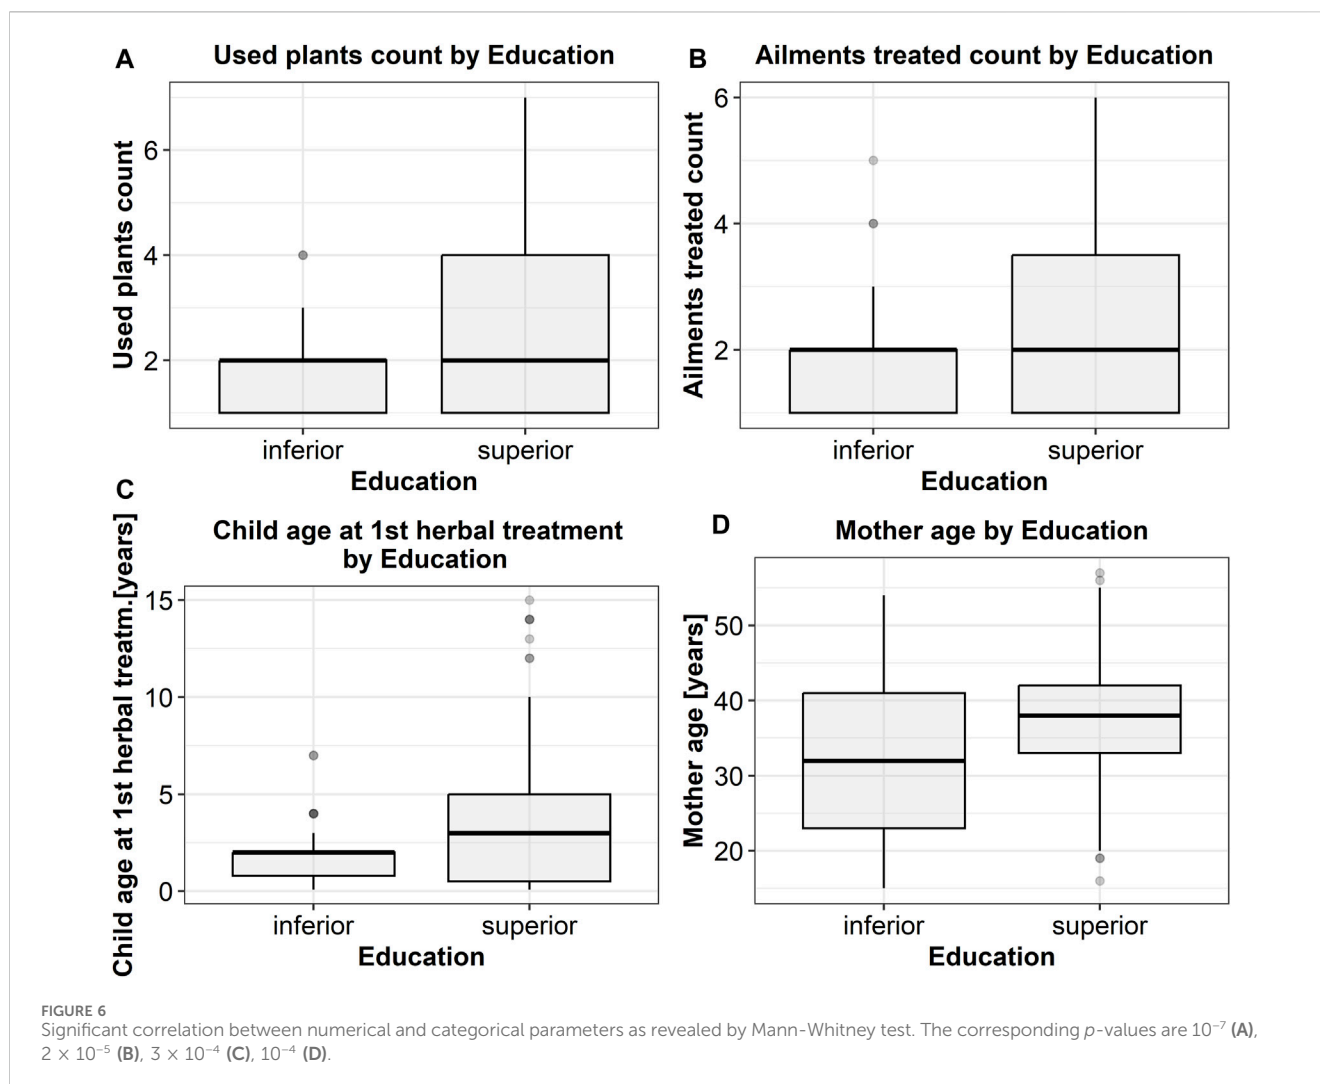 A
Used plants count by Education
Used plants count
6
4
2
inferior
superior
Education
B
Ailments treated count by Education
Ailments treated count
6
4
2
inferior
superior
Education
C
Child age at 1st herbal treatment
by Education
Child age at 1st herbal treatm.[years]
15
10
5
0
inferior
superior
Education
D
Mother age by Education
Mother age [years]
50
40
30
20
inferior
superior
Education
FIGURE 6
Significant correlation between numerical and categorical parameters as revealed by Mann-Whitney test. The corresponding p-values are 10⁻⁷ (A),
2 × 10⁻⁵ (B), 3 × 10⁻⁴ (C), 10⁻⁴ (D).